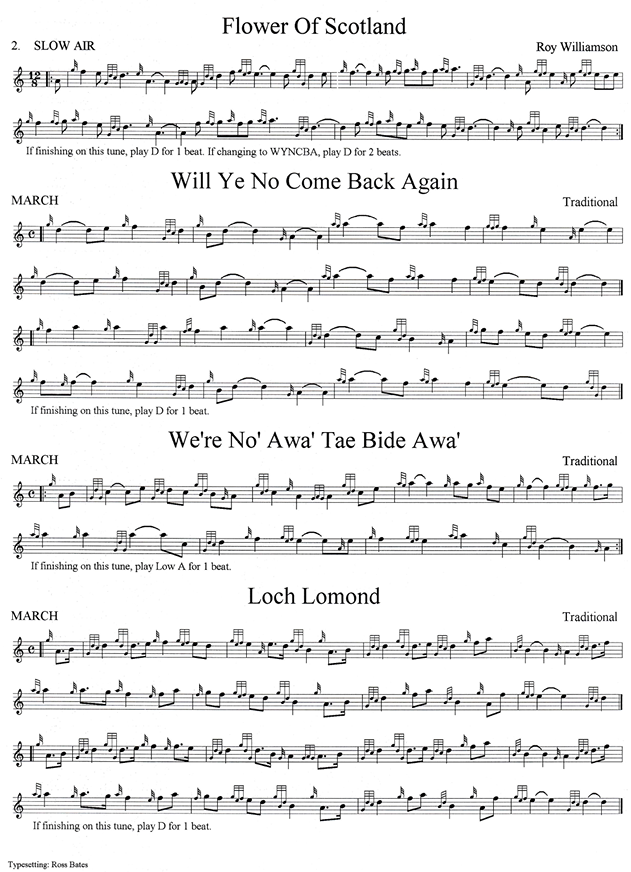 Flower Of Scotland
2. SLOW AIR
Roy Williamson
12
8
If finishing on this tune, play D for 1 beat. If changing to WYNCBA, play D for 2 beats.
Will Ye No Come Back Again
MARCH
Traditional
If finishing on this tune, play D for 1 beat.
We're No' Awa' Tae Bide Awa'
MARCH
Traditional
If finishing on this tune, play Low A for 1 beat.
Loch Lomond
MARCH
Traditional
If finishing on this tune, play D for 1 beat.
Typesetting: Ross Bates